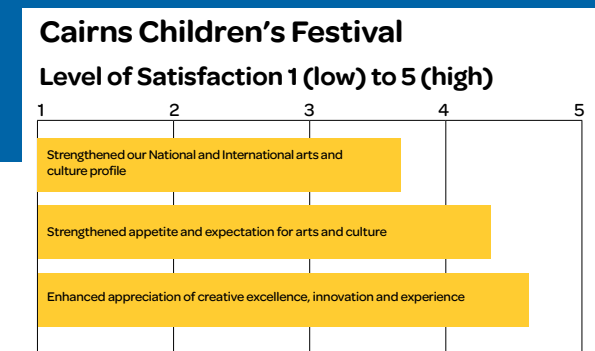 Cairns Children’s Festival
Level of Satisfaction 1 (low) to 5 (high)
1 2 3 4 5
Strengthened our National and International arts and
culture profile
Strengthened appetite and expectation for arts and culture
Enhanced appreciation of creative excellence, innovation and experience